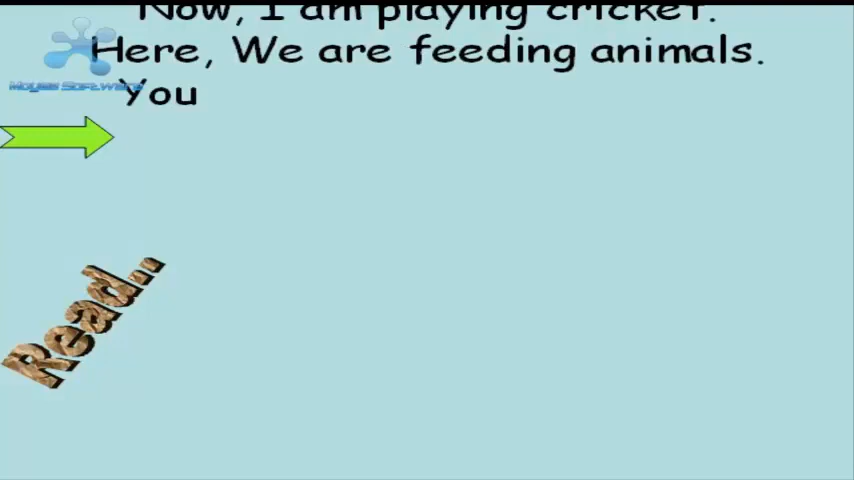 Now, I am playing cricket.
Here, We are feeding animals.
You
Read..